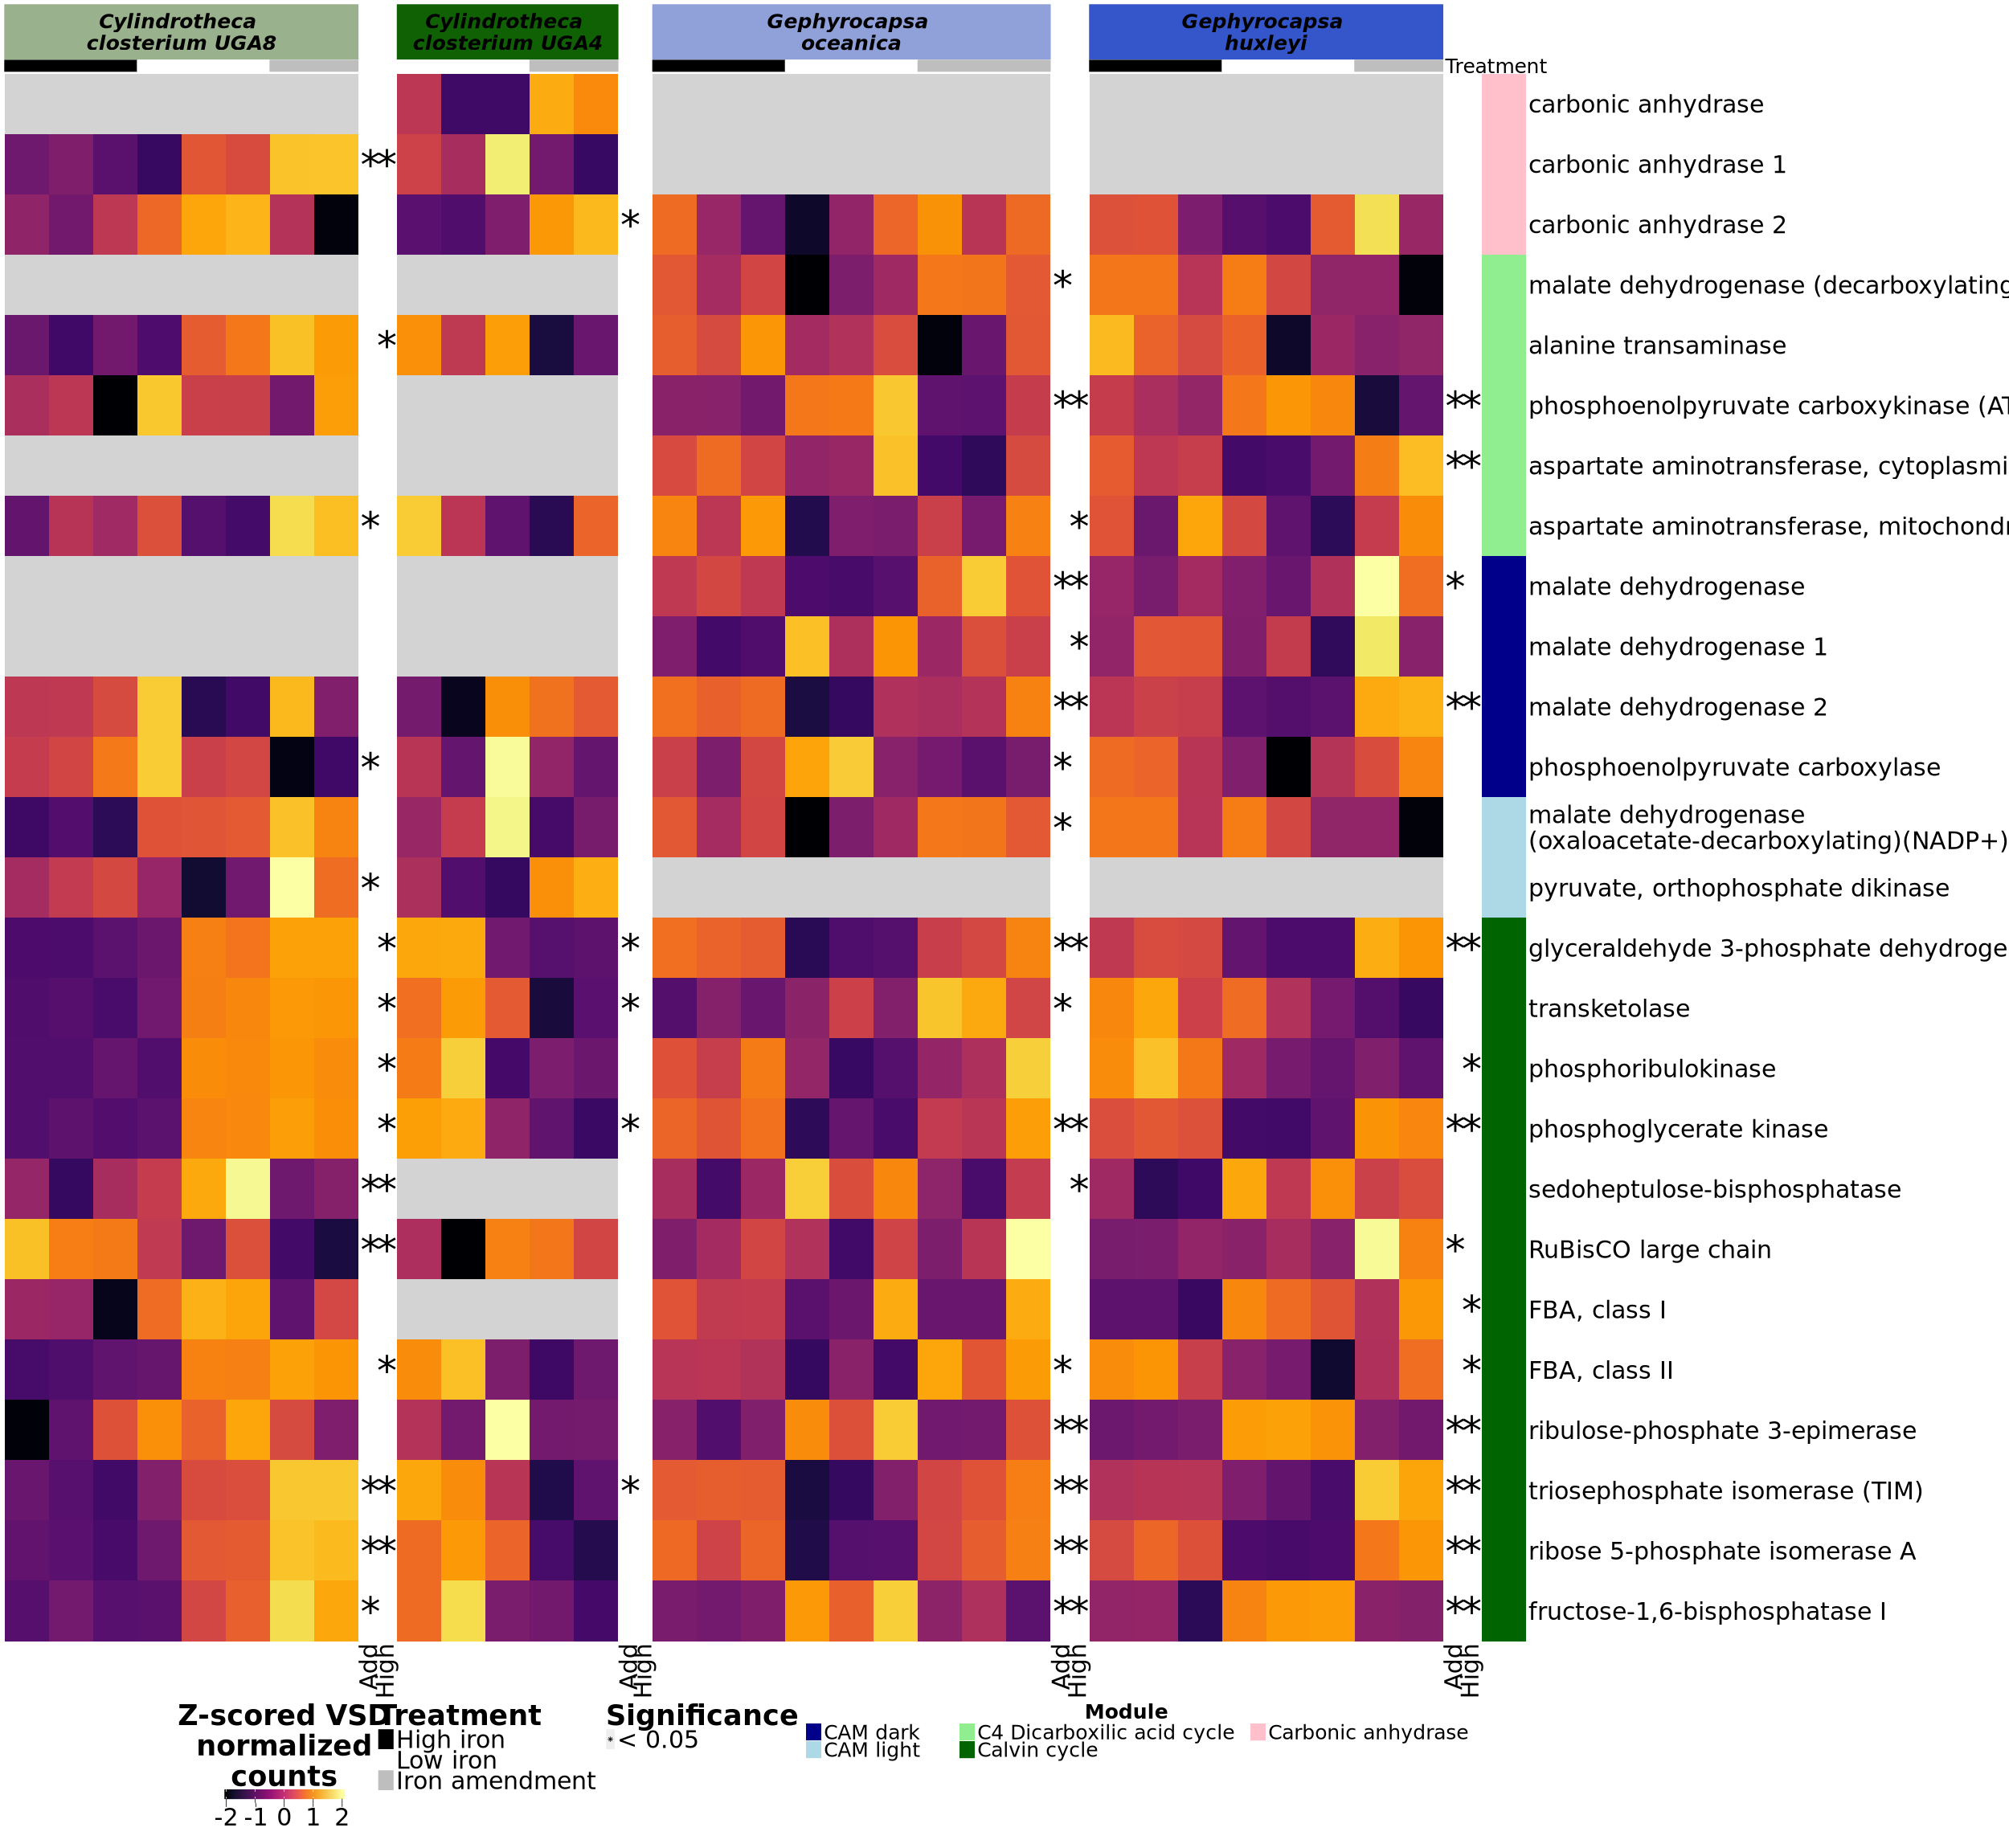 Cylindrotheca
closterium UGA8
Cylindrotheca
closterium UGA4
Gephyrocapsa
oceanica
Gephyrocapsa
huxleyi
Treatment
carbonic anhydrase
** carbonic anhydrase 1
* carbonic anhydrase 2
* malate dehydrogenase (decarboxylating
* alanine transaminase
** ** phosphoenolpyruvate carboxykinase (AT
** aspartate aminotransferase, cytoplasmi
* * aspartate aminotransferase, mitochond
** * malate dehydrogenase
* malate dehydrogenase 1
** ** malate dehydrogenase 2
* * phosphoenolpyruvate carboxylase
* malate dehydrogenase
(oxaloacetate-decarboxylating)(NADP+)
* pyruvate, orthophosphate dikinase
* * ** ** glyceraldehyde 3-phosphate dehydroge
* * * transketolase
* * phosphoribulokinase
* * ** ** phosphoglycerate kinase
** * sedoheptulose-bisphosphatase
** * RuBisCO large chain
* FBA, class I
* * * FBA, class II
** ** ribulose-phosphate 3-epimerase
** * ** ** triosephosphate isomerase (TIM)
** ** ** ribose 5-phosphate isomerase A
* ** ** fructose-1,6-bisphosphatase I
Add
High
Add
High
Add
High
Add
High
Z-scored VSD
normalized
counts
-2 -1 0 1 2
Treatment
High iron
Low iron
Iron amendment
Significance
* < 0.05
Module
CAM dark
CAM light
C4 Dicarboxilic acid cycle
Calvin cycle
Carbonic anhydrase